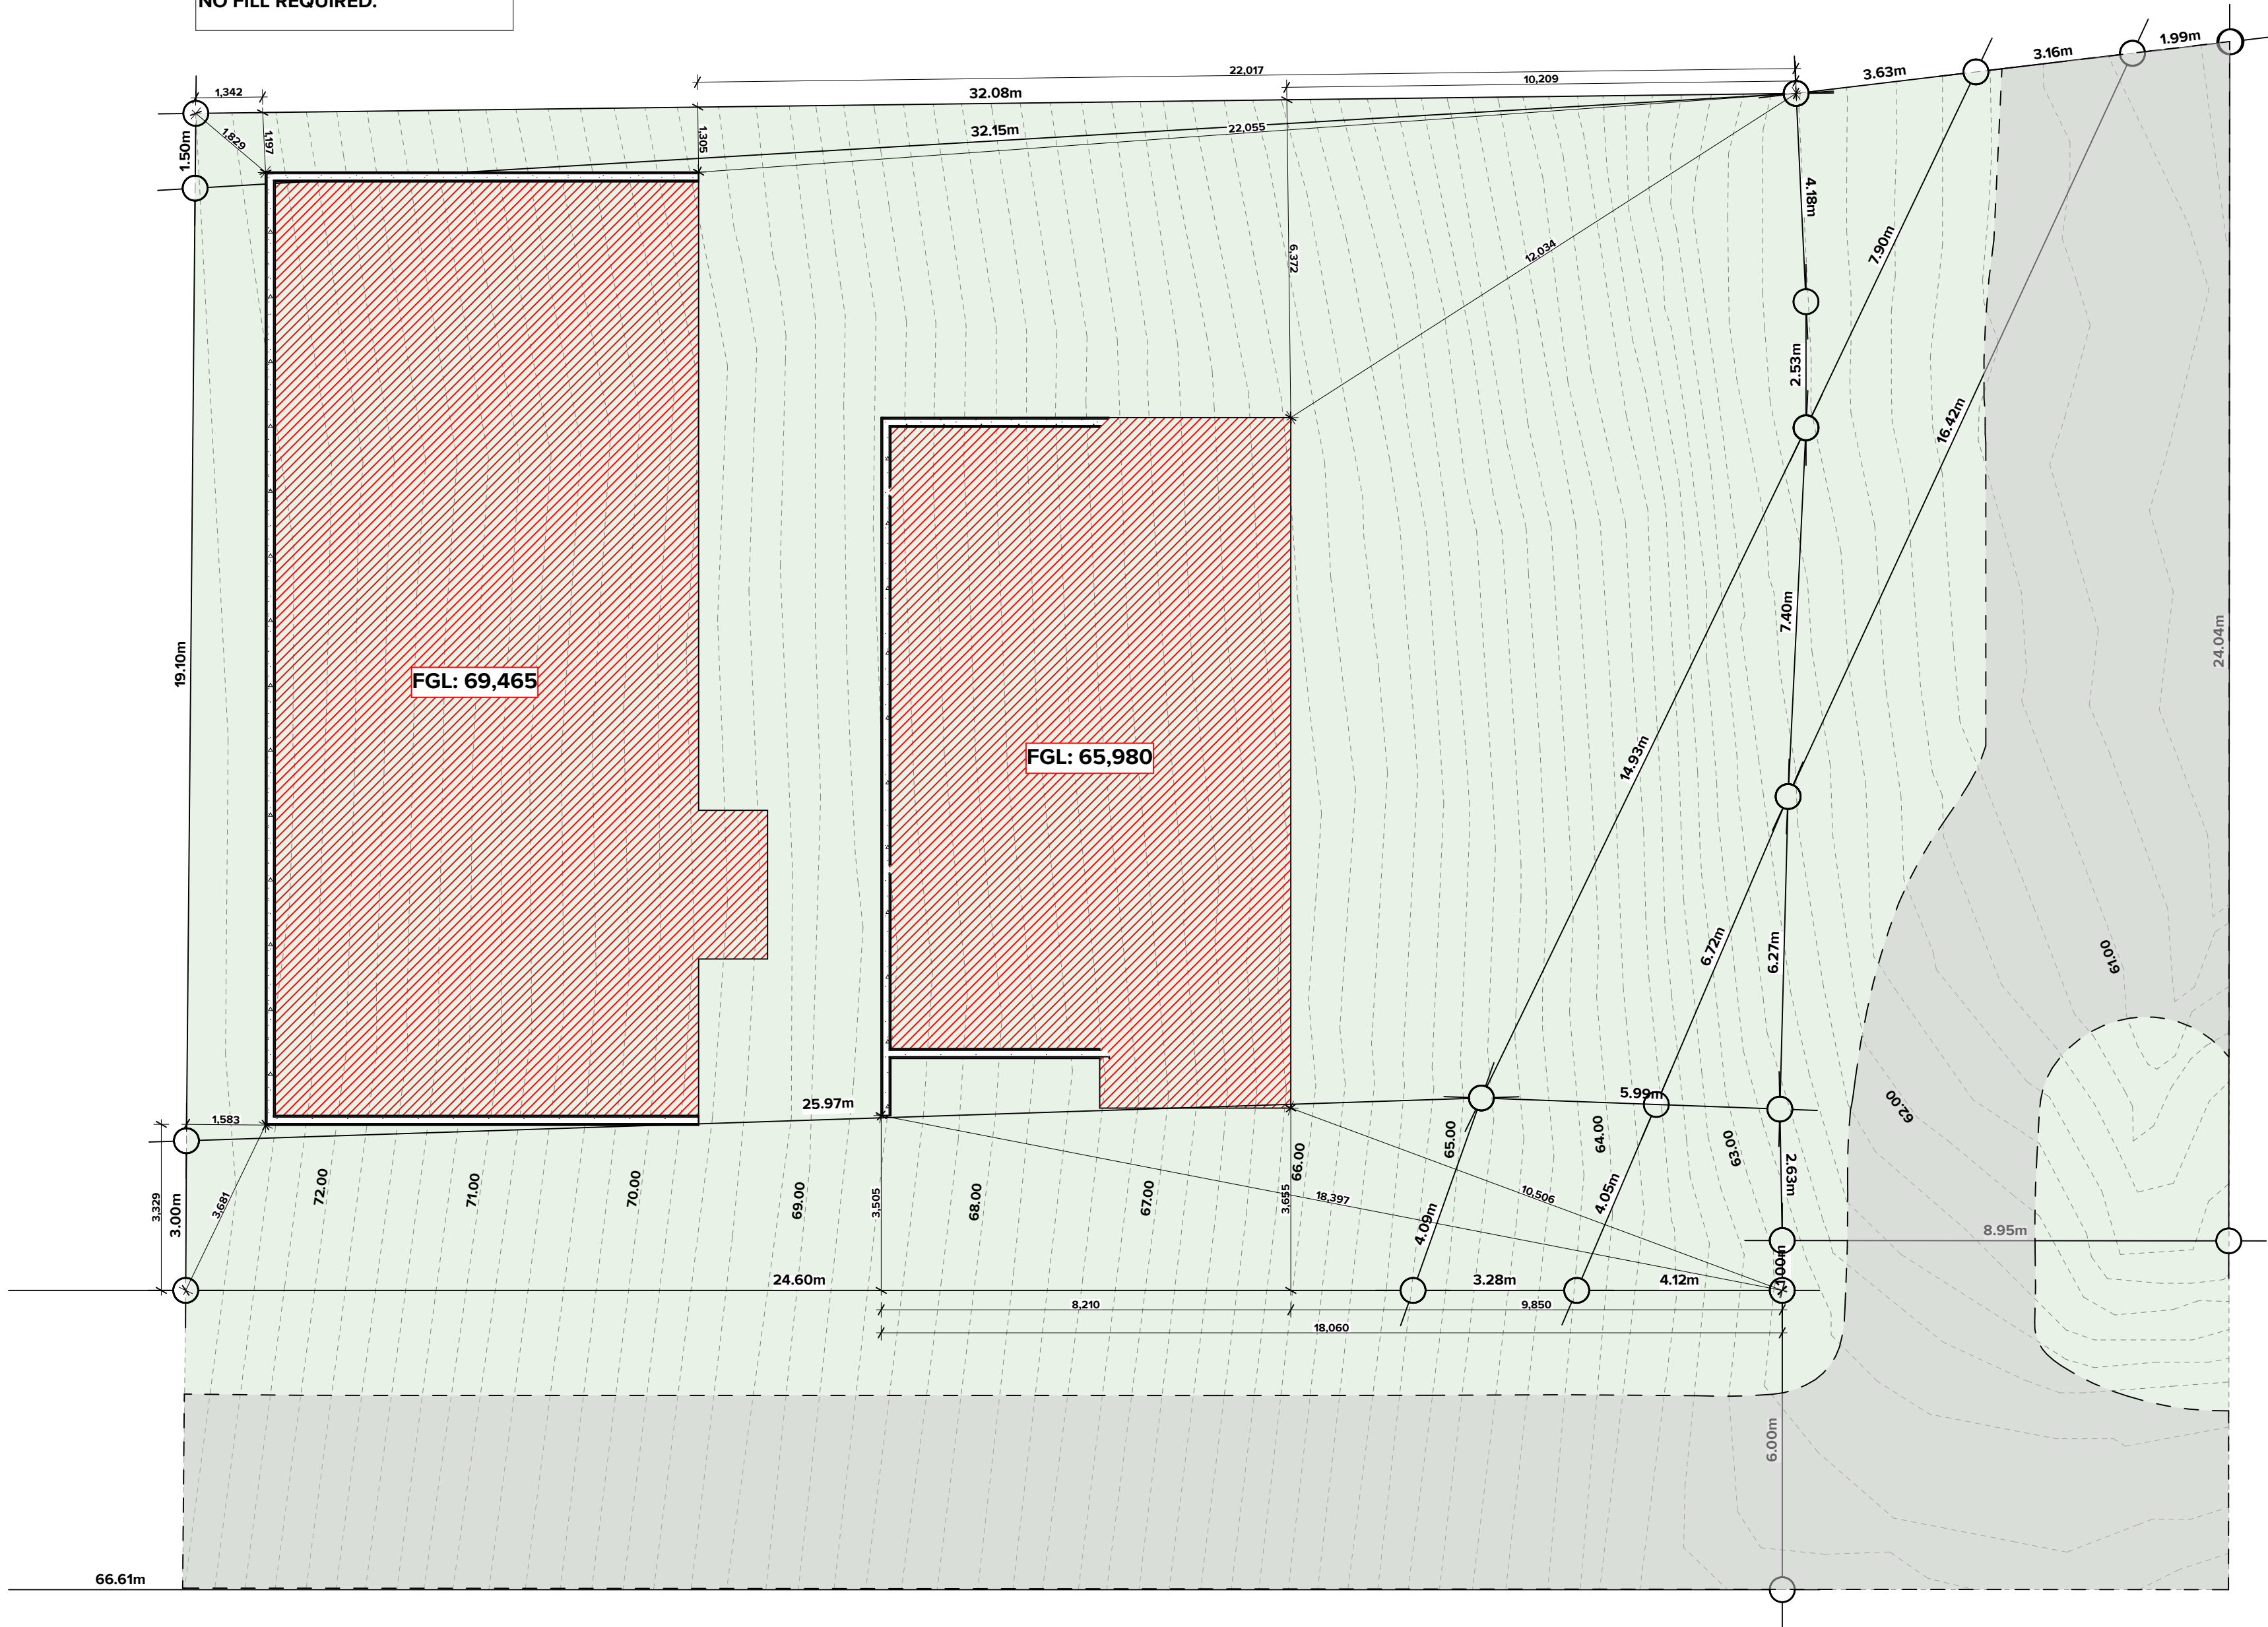 NO FILL REQUIRED.
1.99m
3.16m
3.63m
22,017
10,209
32.08m
1,342
1.50m
1,829
1,197
1,305
32.15m
22,055
4.18m
7.90m
6,372
12,034
2.53m
16.42m
7.40m
24.04m
19.10m
FGL: 69,465
FGL: 65,980
14.93m
6.72m
6.27m
61.00
62.00
5.99m
25.97m
1,583
65.00
64.00
63.00
66.00
2.63m
72.00
71.00
70.00
69.00
68.00
67.00
3,329
3.00m
3,681
3,505
3,655
18,397
10,506
4.09m
4.05m
8.95m
1.00m
24.60m
3.28m
4.12m
8,210
9,850
18,060
6.00m
66.61m